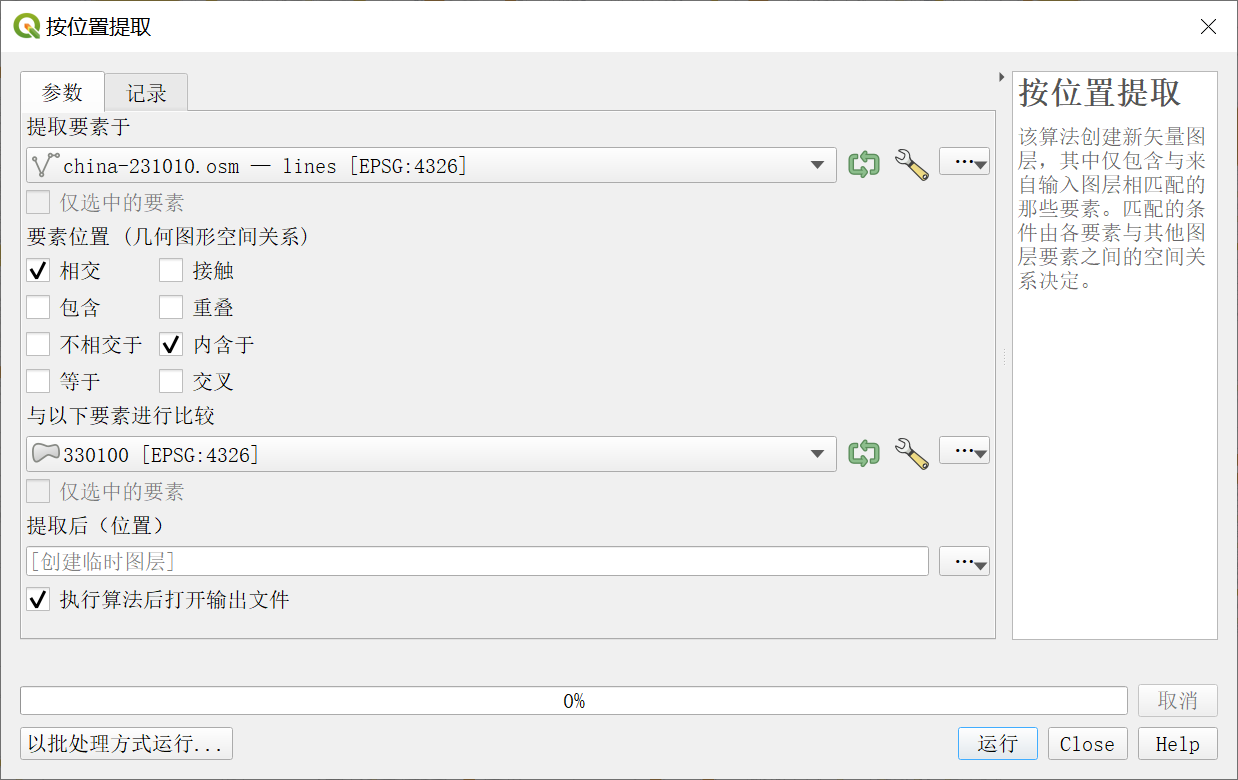 按位置提取
参数 记录
提取要素于
china-231010.osm — lines [EPSG:4326]
…
仅选中的要素
要素位置（几何图形空间关系）
相交 接触
包含 重叠
不相交于 内含于
等于 交叉
与以下要素进行比较
330100 [EPSG:4326]
…
仅选中的要素
提取后（位置）
[创建临时图层]
…
执行算法后打开输出文件
按位置提取
该算法创建新矢量图
层，其中仅包含与来
自输入图层相匹配的
那些要素。匹配的条
件由各要素与其他图
层要素之间的空间关
系决定。
0%
取消
以批处理方式运行...
运行 Close Help